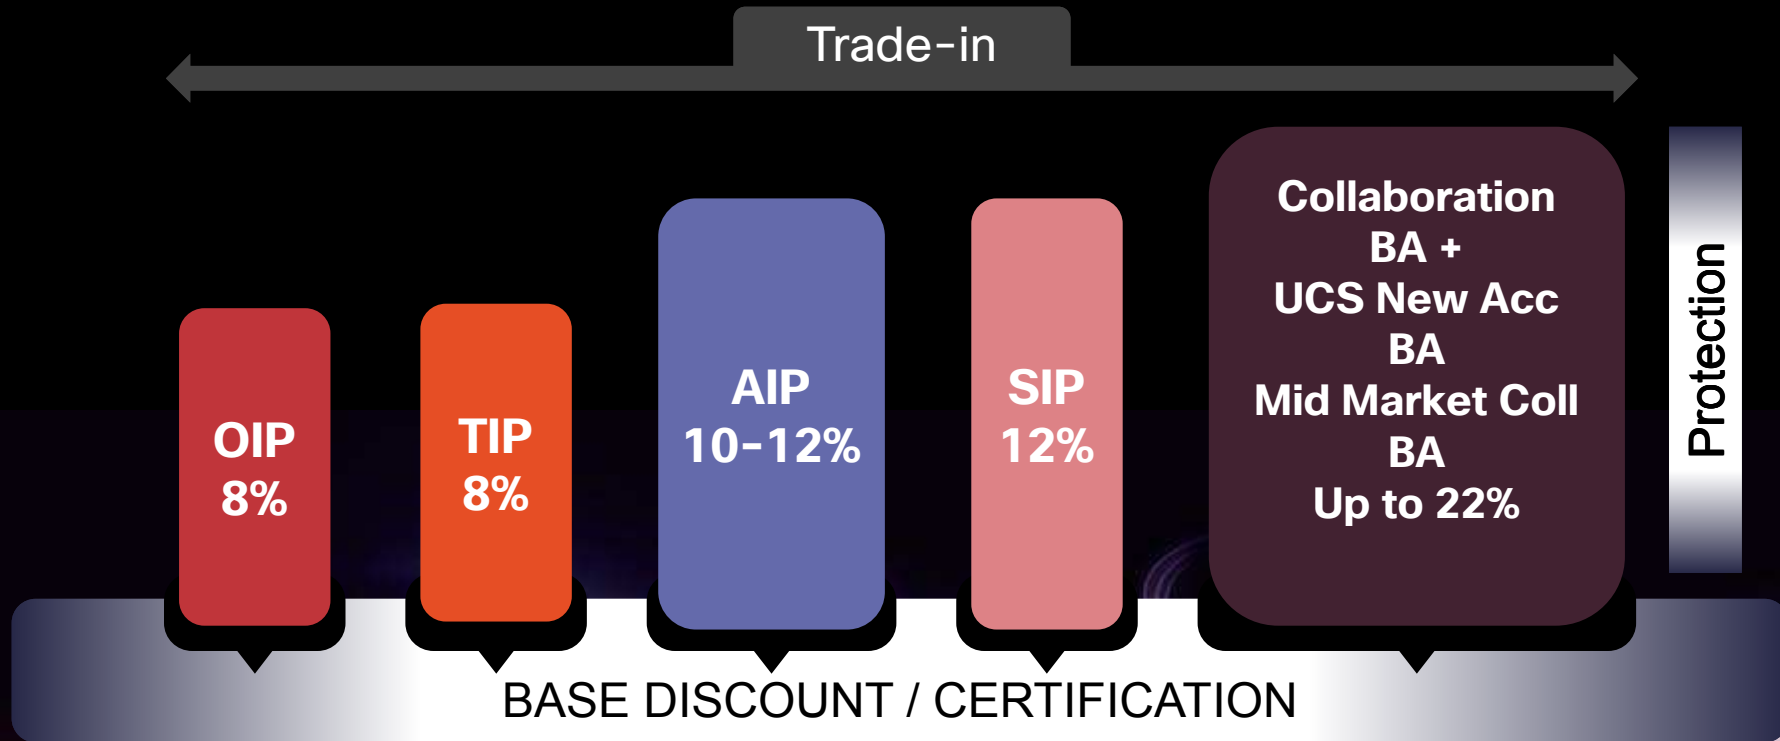 Trade-in
OIP
8%
TIP
8%
AIP
10-12%
SIP
12%
Collaboration
BA +
UCS New Acc
BA
Mid Market Coll
BA
Up to 22%
Protection
BASE DISCOUNT / CERTIFICATION